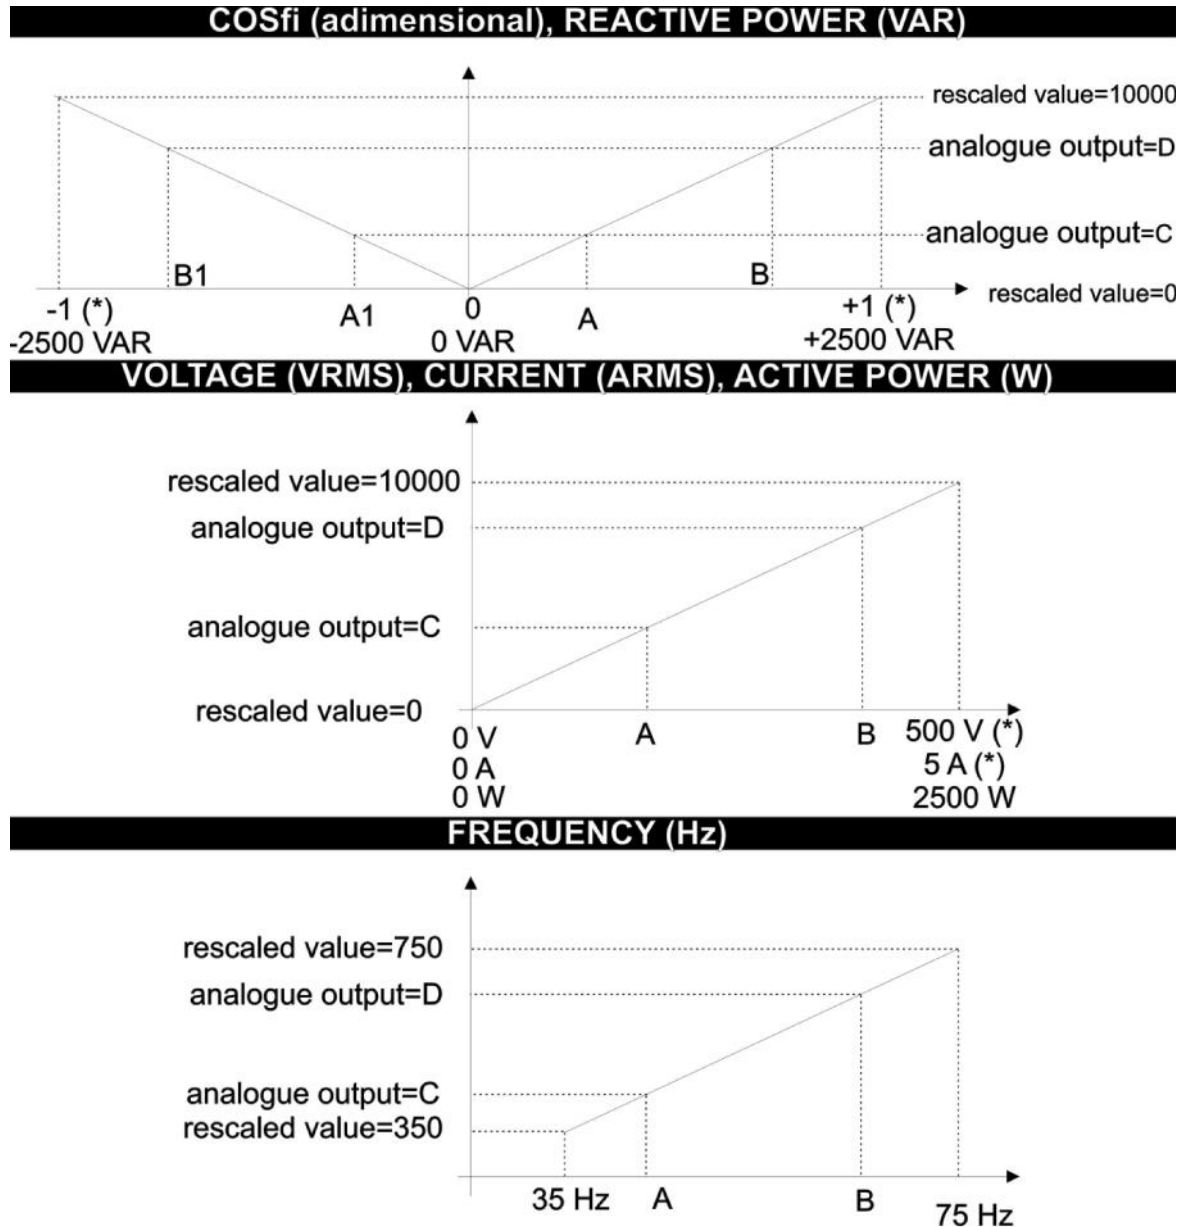 COSfi (adimensional), REACTIVE POWER (VAR)
rescaled value=10000
analogue output=D
analogue output=C
B1
B
rescaled value=0
-1 (*)
A1
0
A
+1 (*)
-2500 VAR
0 VAR
+2500 VAR
VOLTAGE (VRMS), CURRENT (ARMS), ACTIVE POWER (W)
rescaled value=10000
analogue output=D
analogue output=C
rescaled value=0
0 V
A
B
500 V (*)
0 A
5 A (*)
0 W
2500 W
FREQUENCY (Hz)
rescaled value=750
analogue output=D
analogue output=C
rescaled value=350
35 Hz
A
B
75 Hz